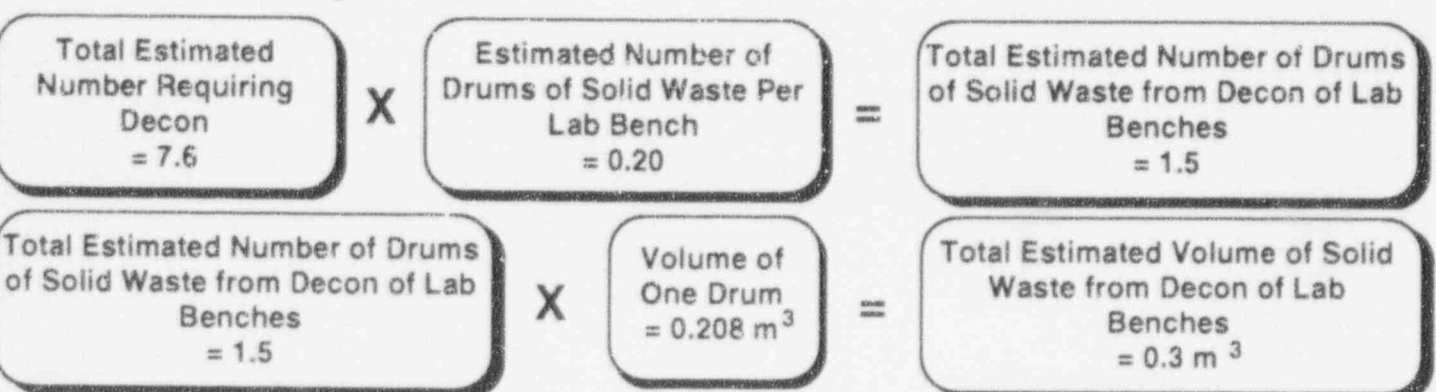 Total Estimated
Number Requiring
Decon
= 7.6
X
Estimated Number of
Drums of Solid Waste Per
Lab Bench
= 0.20
=
Total Estimated Number of Drums
of Solid Waste from Decon of Lab
Benches
= 1.5
Total Estimated Number of Drums
of Solid Waste from Decon of Lab
Benches
= 1.5
X
Volume of
One Drum
= 0.208 m³
=
Total Estimated Volume of Solid
Waste from Decon of Lab
Benches
= 0.3 m ³